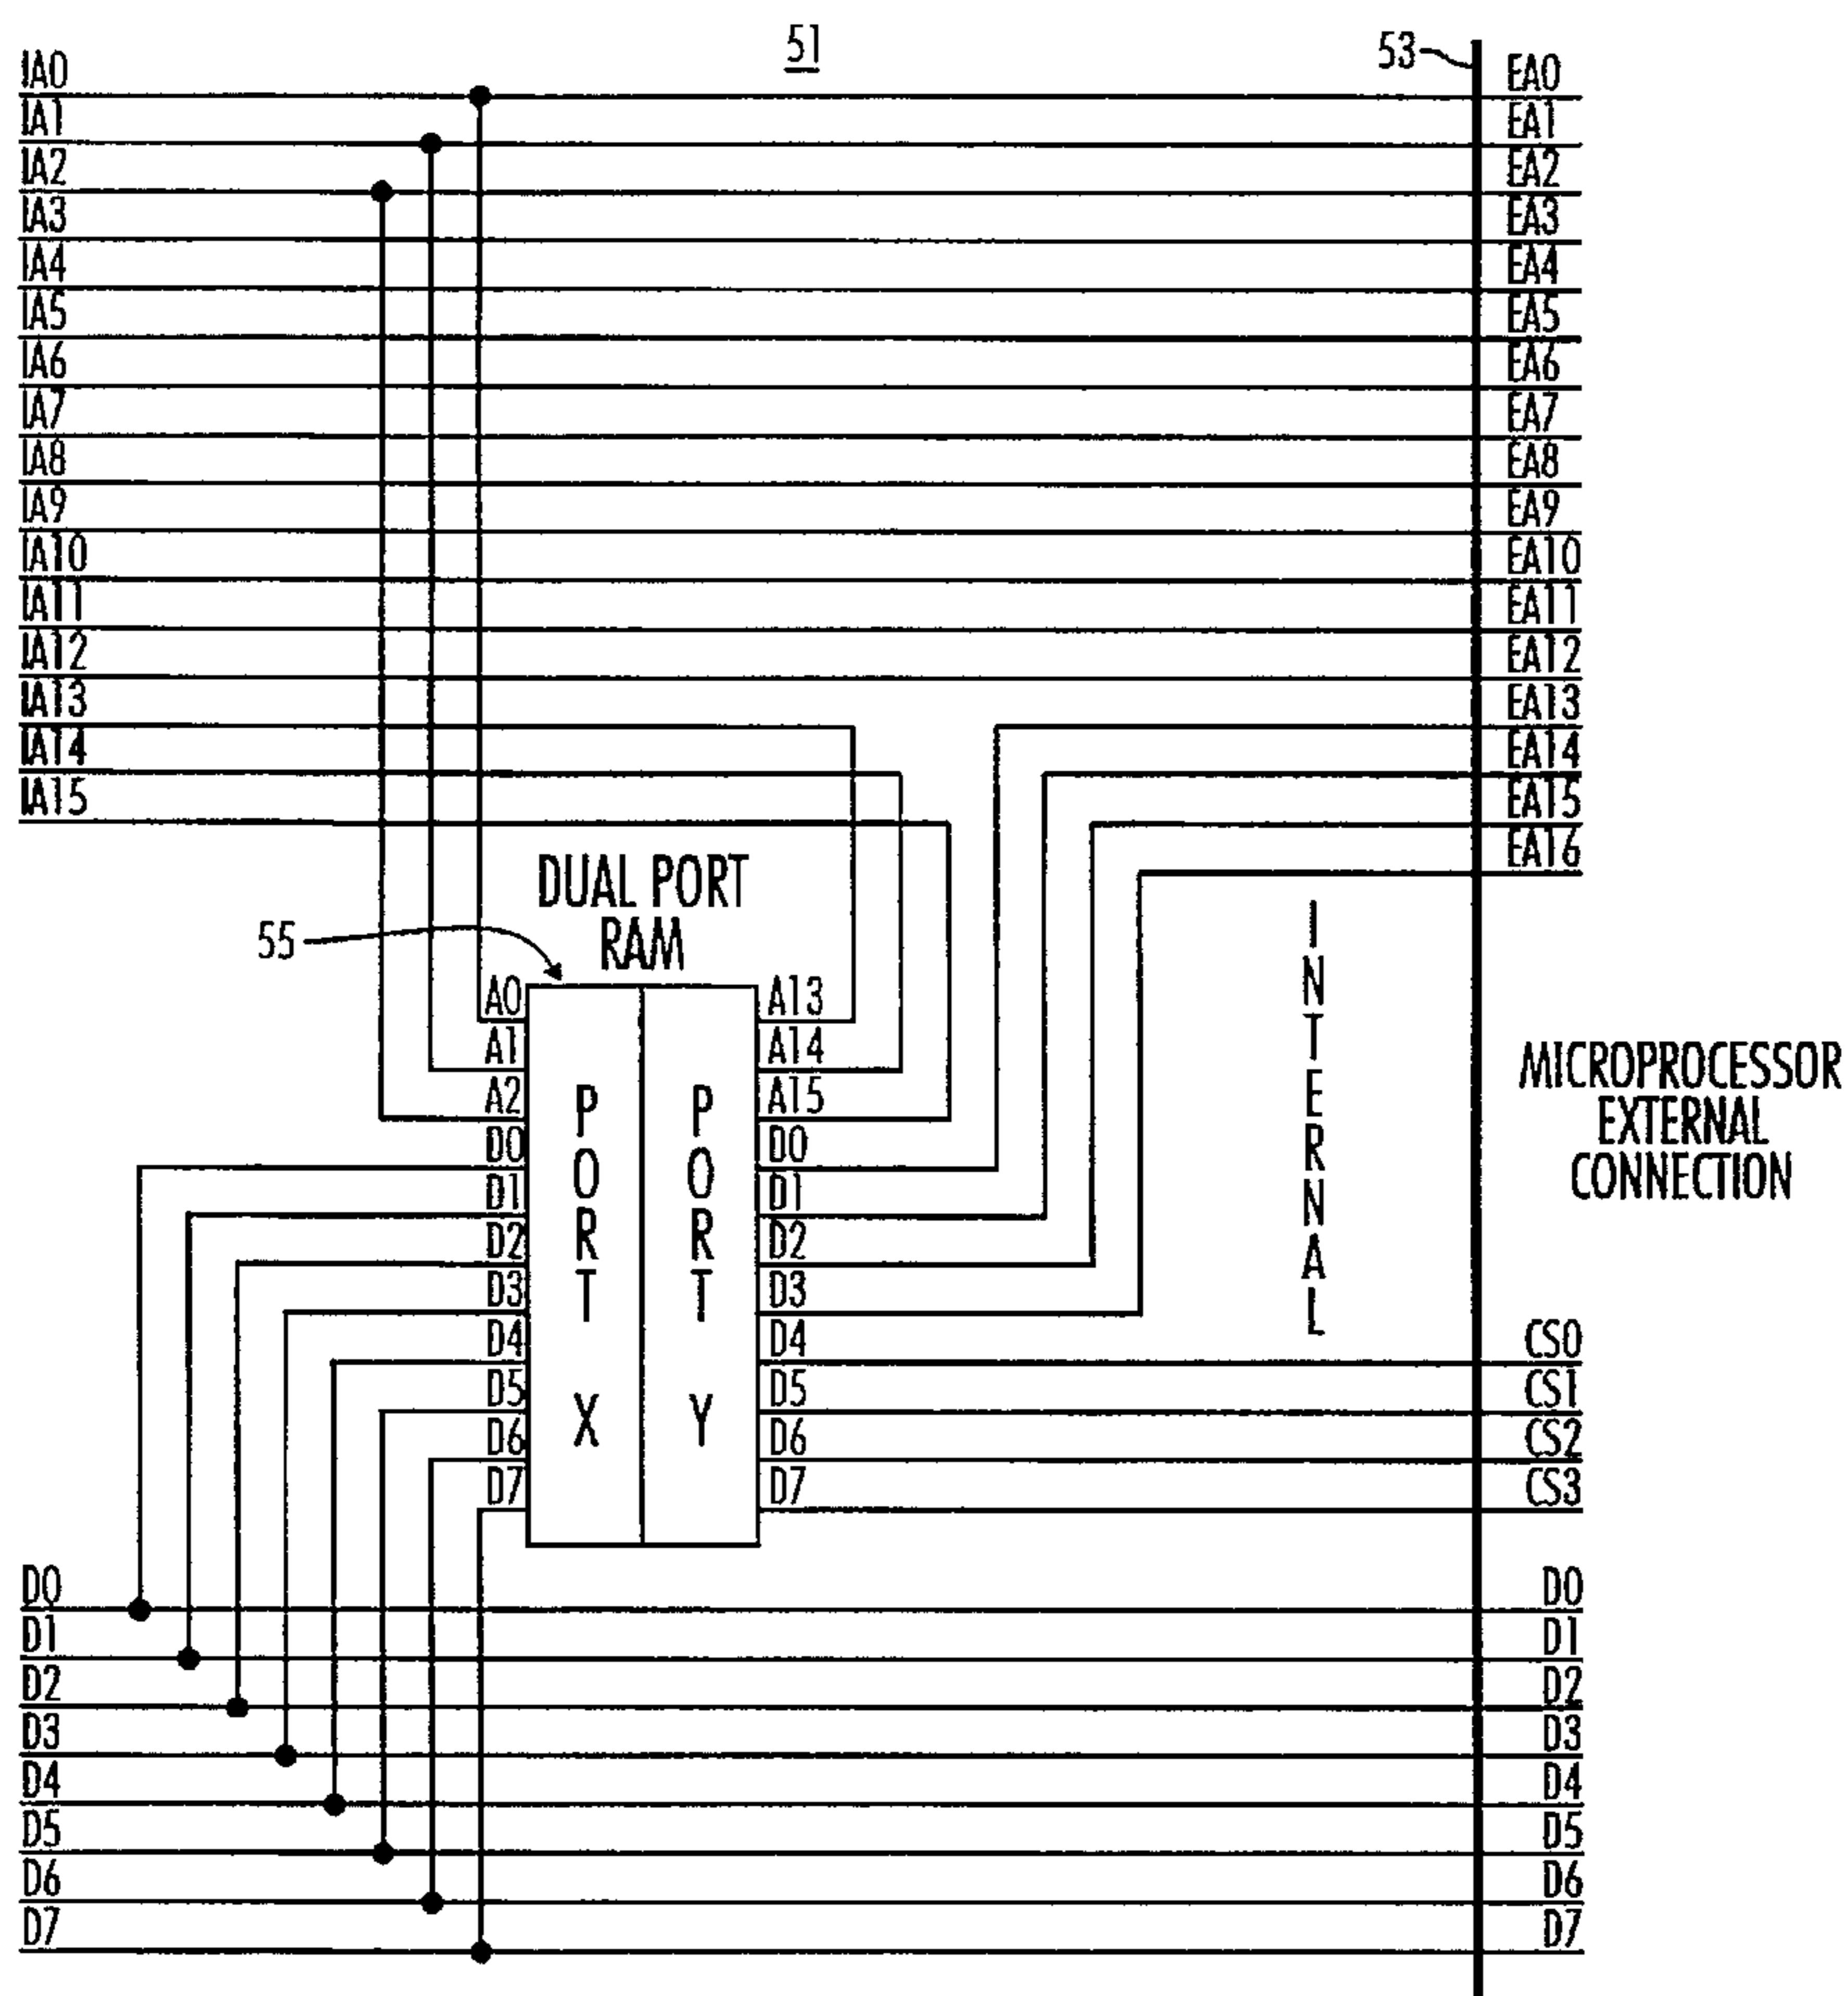 51
53
IA0
IA1
IA2
IA3
IA4
IA5
IA6
IA7
IA8
IA9
IA10
IA11
IA12
IA13
IA14
IA15
EA0
EA1
EA2
EA3
EA4
EA5
EA6
EA7
EA8
EA9
EA10
EA11
EA12
EA13
EA14
EA15
EA16
DUAL PORT
RAM
55
A0
A1
A2
D0
D1
D2
D3
D4
D5
D6
D7
PORT X
PORT Y
A13
A14
A15
D0
D1
D2
D3
D4
D5
D6
D7
INTERNAL
MICROPROCESSOR
EXTERNAL
CONNECTION
CS0
CS1
CS2
CS3
D0
D1
D2
D3
D4
D5
D6
D7
D0
D1
D2
D3
D4
D5
D6
D7